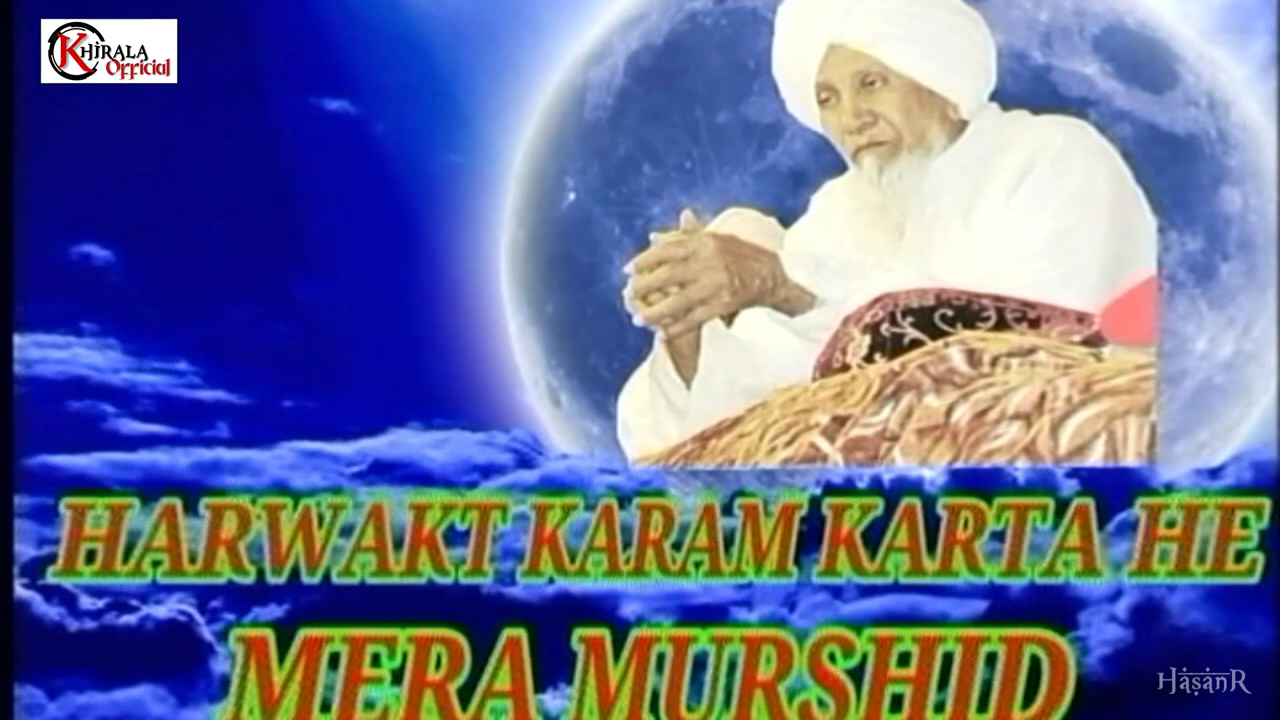 KHIRALA
Official
HARWAKT KARAM KARTA HE
MERA MURSHID
HasanR